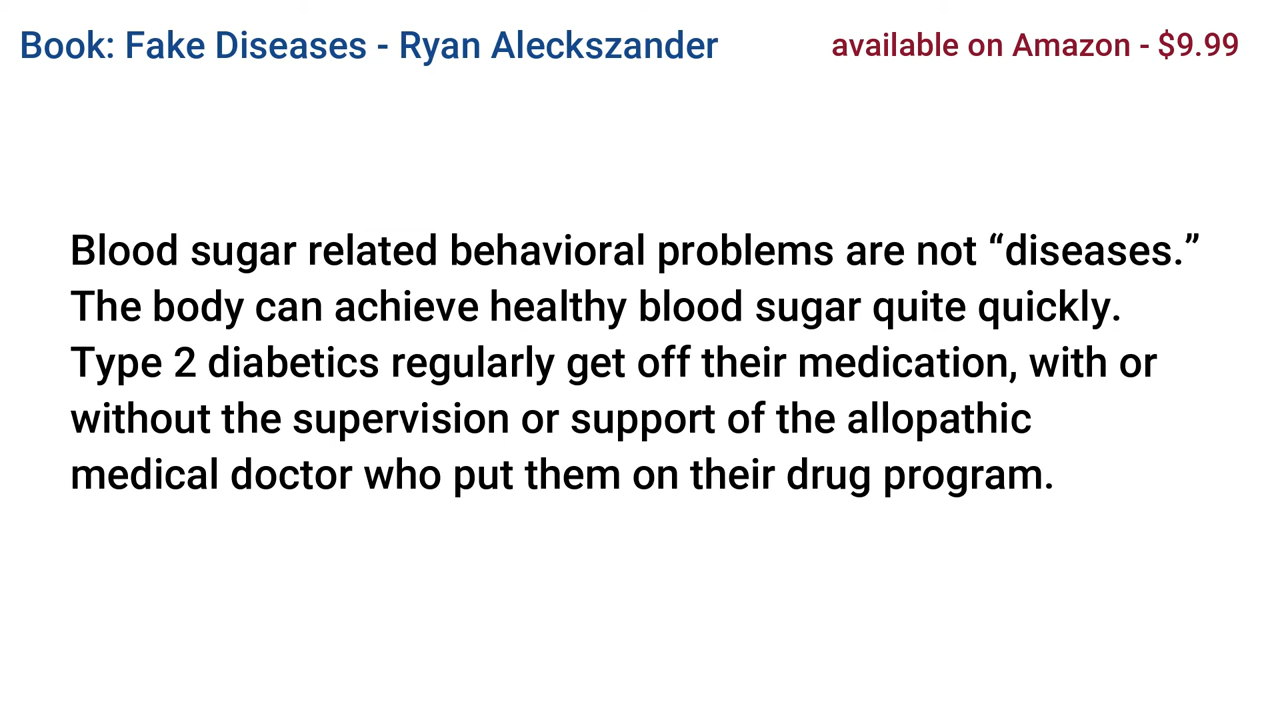 Book: Fake Diseases - Ryan Aleckszander
available on Amazon - $9.99
Blood sugar related behavioral problems are not “diseases.”
The body can achieve healthy blood sugar quite quickly.
Type 2 diabetics regularly get off their medication, with or
without the supervision or support of the allopathic
medical doctor who put them on their drug program.